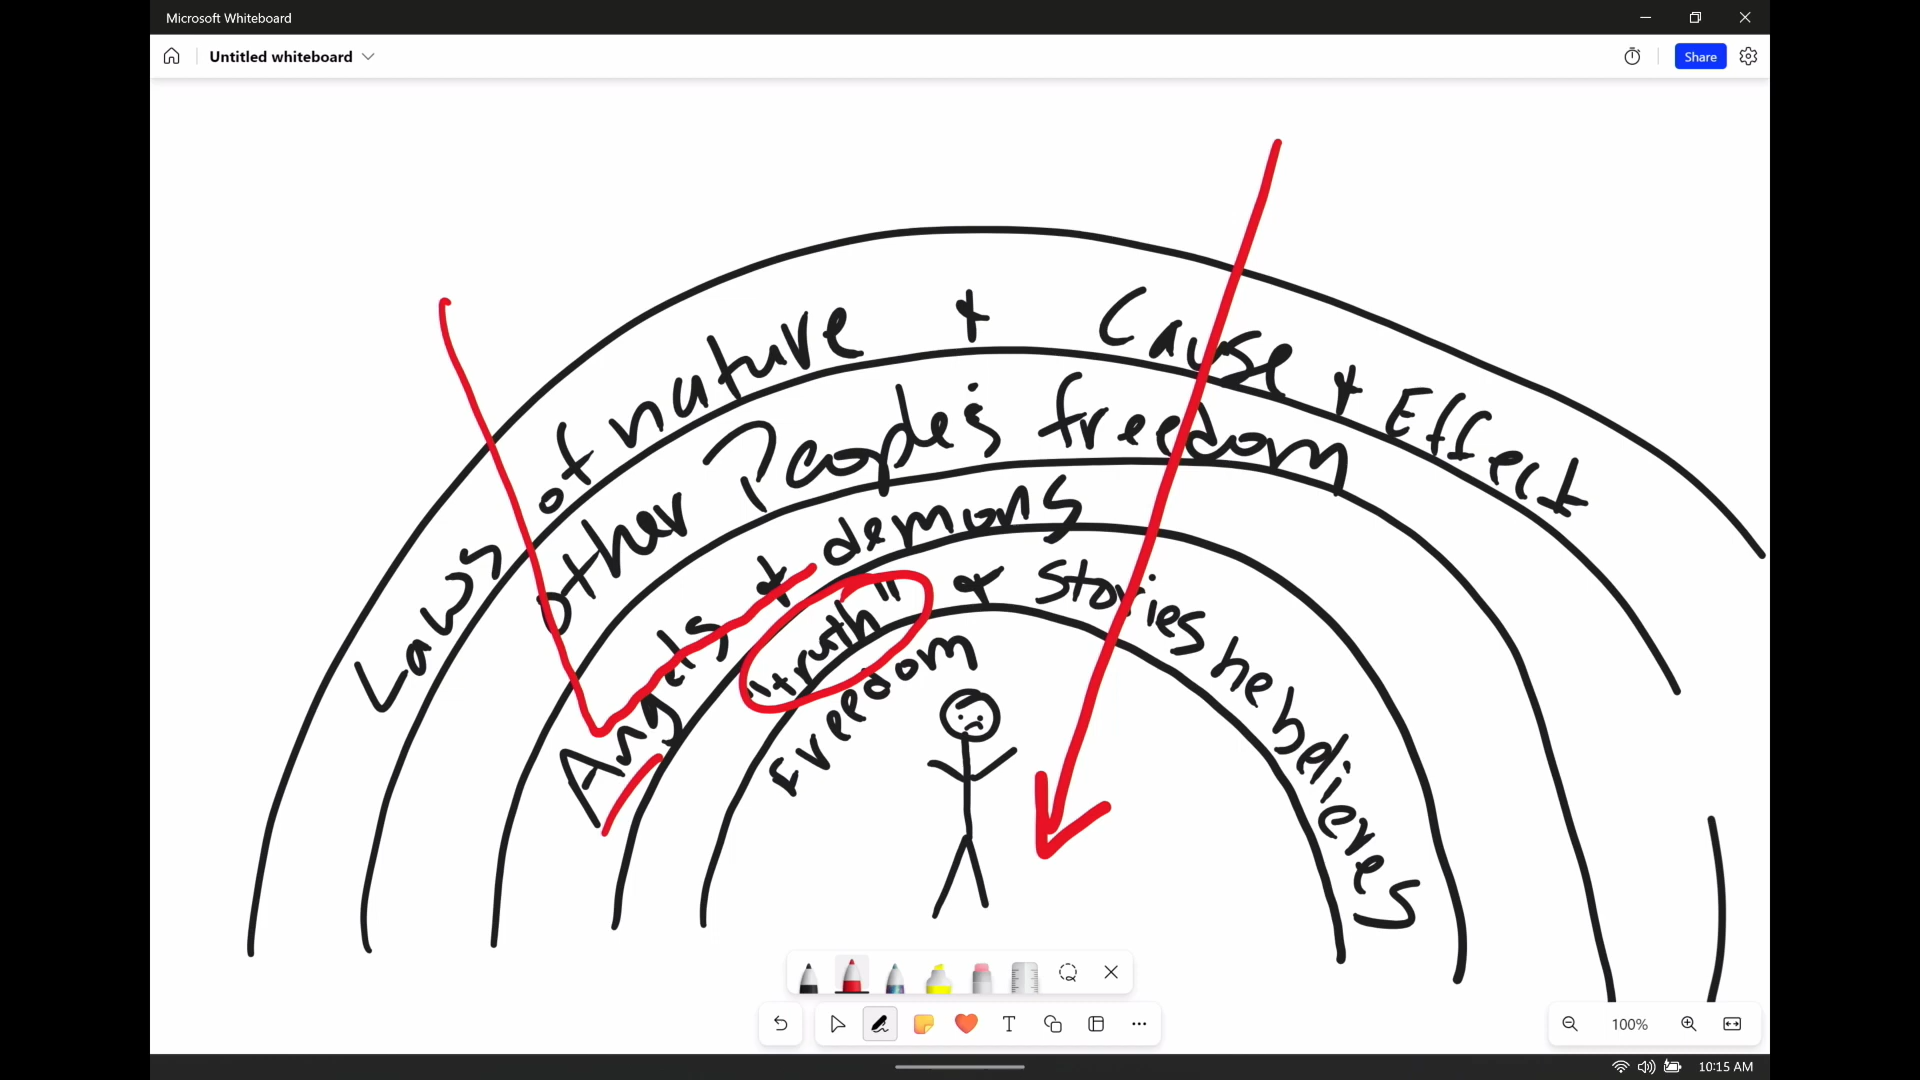 Microsoft Whiteboard
Untitled whiteboard
Share
Laws of nature & Cause & Effect
other People's freedom
Angels & demons
"truth" & Stories he believes
Freedom
100%
10:15 AM